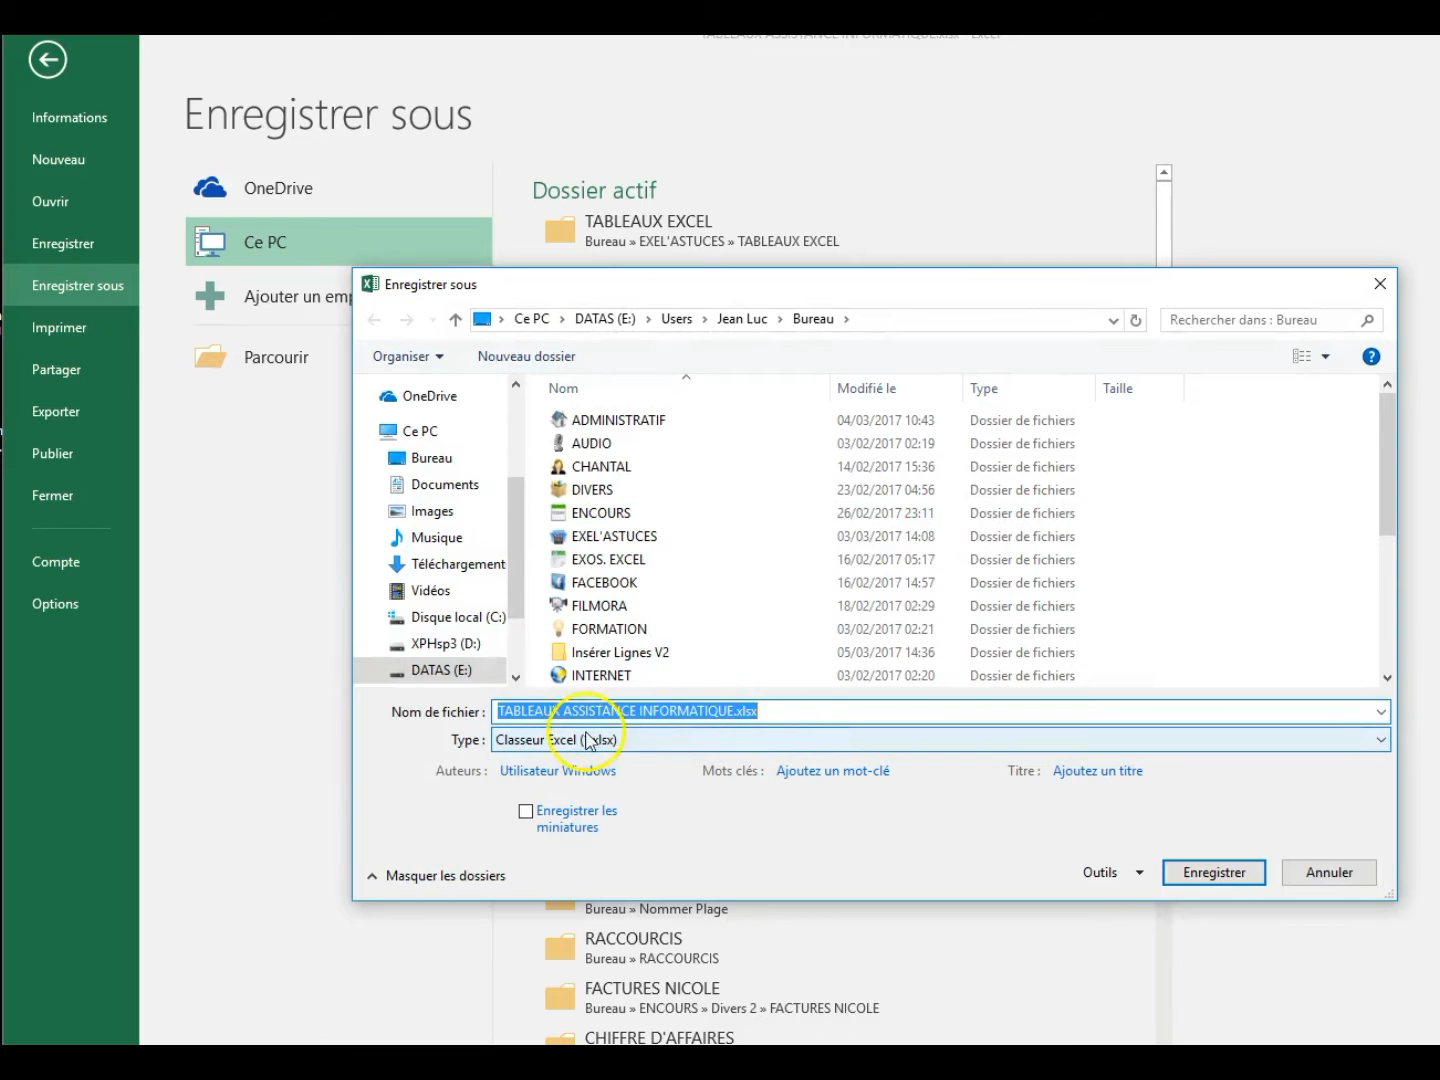 Enregistrer sous
Informations
Nouveau
Ouvrir
Enregistrer
Enregistrer sous
Imprimer
Partager
Exporter
Publier
Fermer
Compte
Options
OneDrive
Ce PC
Ajouter un emp
Parcourir
Dossier actif
TABLEAUX EXCEL
Bureau » EXEL'ASTUCES » TABLEAUX EXCEL
Enregistrer sous
Ce PC > DATAS (E:) > Users > Jean Luc > Bureau >
Rechercher dans : Bureau
Organiser
Nouveau dossier
OneDrive
Ce PC
Bureau
Documents
Images
Musique
Téléchargement
Vidéos
Disque local (C:)
XPHsp3 (D:)
DATAS (E:)
Nom Modifié le Type Taille
ADMINISTRATIF 04/03/2017 10:43 Dossier de fichiers
AUDIO 03/02/2017 02:19 Dossier de fichiers
CHANTAL 14/02/2017 15:36 Dossier de fichiers
DIVERS 23/02/2017 04:56 Dossier de fichiers
ENCOURS 26/02/2017 23:11 Dossier de fichiers
EXEL'ASTUCES 03/03/2017 14:08 Dossier de fichiers
EXOS. EXCEL 16/02/2017 05:17 Dossier de fichiers
FACEBOOK 16/02/2017 14:57 Dossier de fichiers
FILMORA 18/02/2017 02:29 Dossier de fichiers
FORMATION 03/02/2017 02:21 Dossier de fichiers
Insérer Lignes V2 05/03/2017 14:36 Dossier de fichiers
INTERNET 03/02/2017 02:20 Dossier de fichiers
Nom de fichier : TABLEAUX ASSISTANCE INFORMATIQUE.xlsx
Type : Classeur Excel (*.xlsx)
Auteurs : Utilisateur Windows Mots clés : Ajoutez un mot-clé Titre : Ajoutez un titre
Enregistrer les
miniatures
Masquer les dossiers
Outils Enregistrer Annuler
Bureau » Nommer Plage
RACCOURCIS
Bureau » RACCOURCIS
FACTURES NICOLE
Bureau » ENCOURS » Divers 2 » FACTURES NICOLE
CHIFFRE D'AFFAIRES